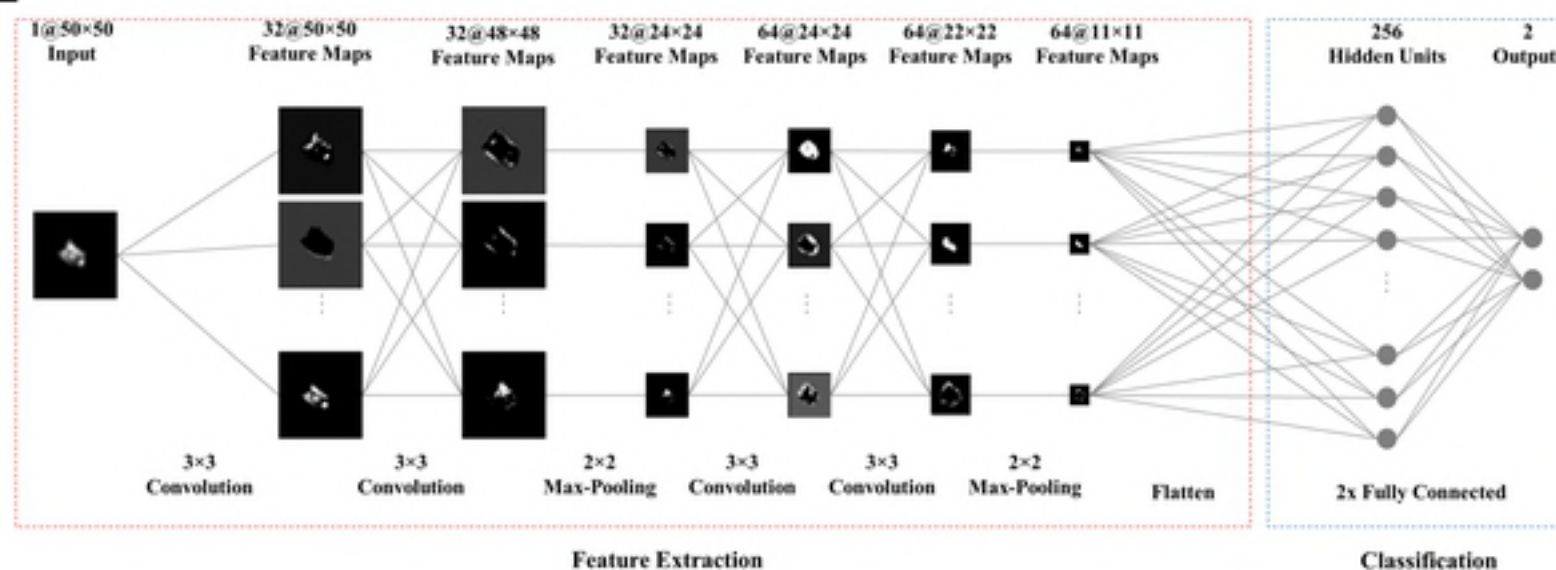 1@50×50
Input
32@50×50
Feature Maps
32@48×48
Feature Maps
32@24×24
Feature Maps
64@24×24
Feature Maps
64@22×22
Feature Maps
64@11×11
Feature Maps
256
Hidden Units
2
Output
3×3
Convolution
3×3
Convolution
2×2
Max-Pooling
3×3
Convolution
3×3
Convolution
2×2
Max-Pooling
Flatten
2x Fully Connected
Feature Extraction
Classification